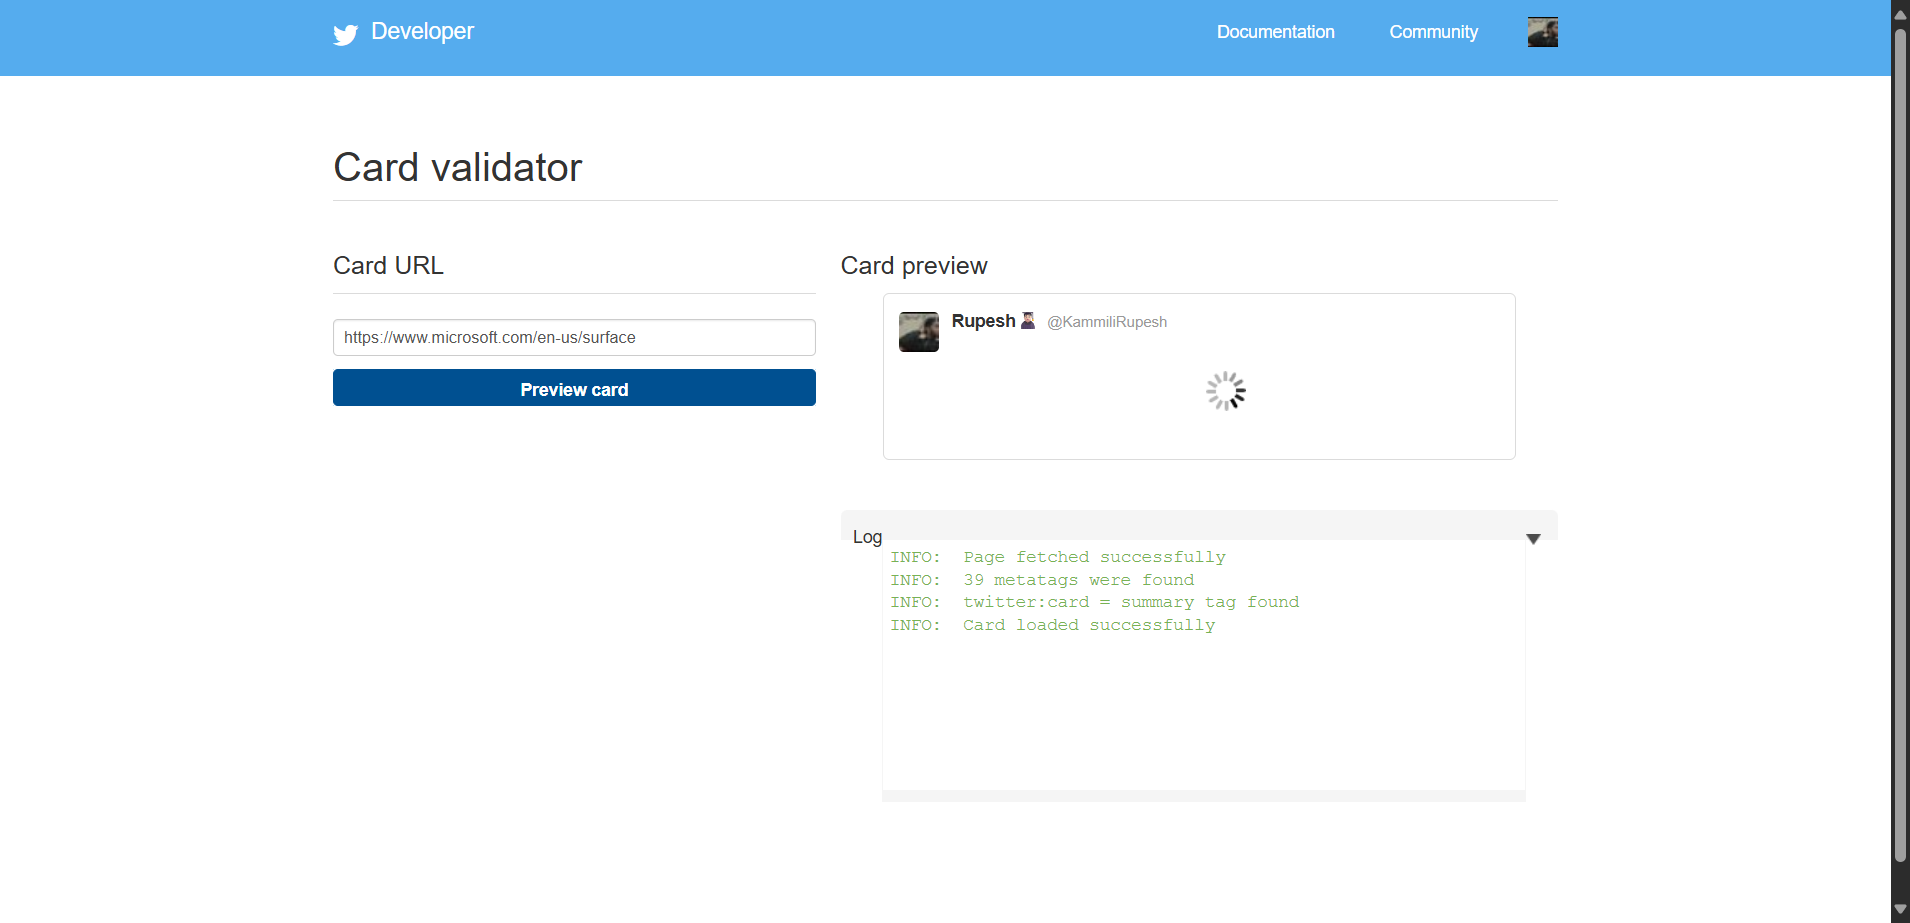 Developer
Documentation
Community
Card validator
Card URL
https://www.microsoft.com/en-us/surface
Preview card
Card preview
Rupesh @KammiliRupesh
Log
INFO: Page fetched successfully
INFO: 39 metatags were found
INFO: twitter:card = summary tag found
INFO: Card loaded successfully